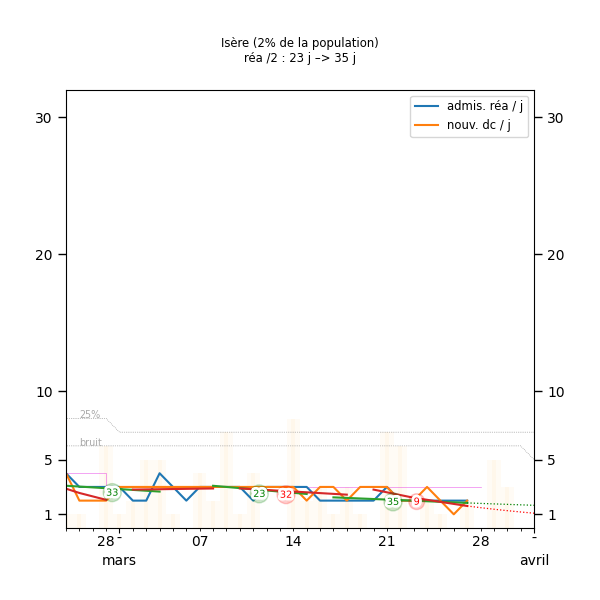 Isère (2% de la population)
réa /2 : 23 j –> 35 j
admis. réa / j
nouv. dc / j
30 30
20 20
10 10
25%
bruit
5 5
33 23 32 35 9
1 1
28 - 07 14 21 28 -
mars avril